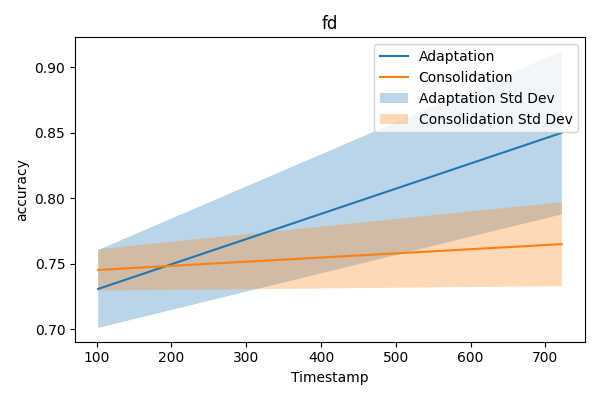 fd
Adaptation
Consolidation
Adaptation Std Dev
Consolidation Std Dev
accuracy
0.90
0.85
0.80
0.75
0.70
100 200 300 400 500 600 700
Timestamp